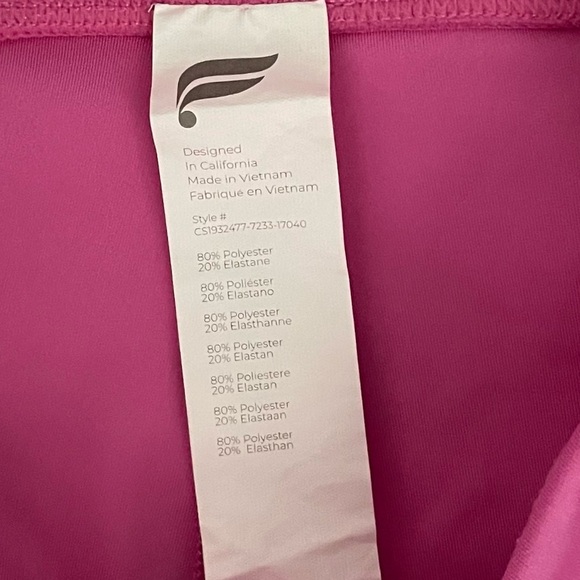 Designed
In California
Made in Vietnam
Fabrique en Vietnam
Style #
CS1932477-7233-17040
80% Polyester
20% Elastane
80% Poliéster
20% Elastano
80% Polyester
20% Elasthanne
80% Polyester
20% Elastan
80% Poliestere
20% Elastan
80% Polyester
20% Elastaan
80% Polyester
20% Elasthan